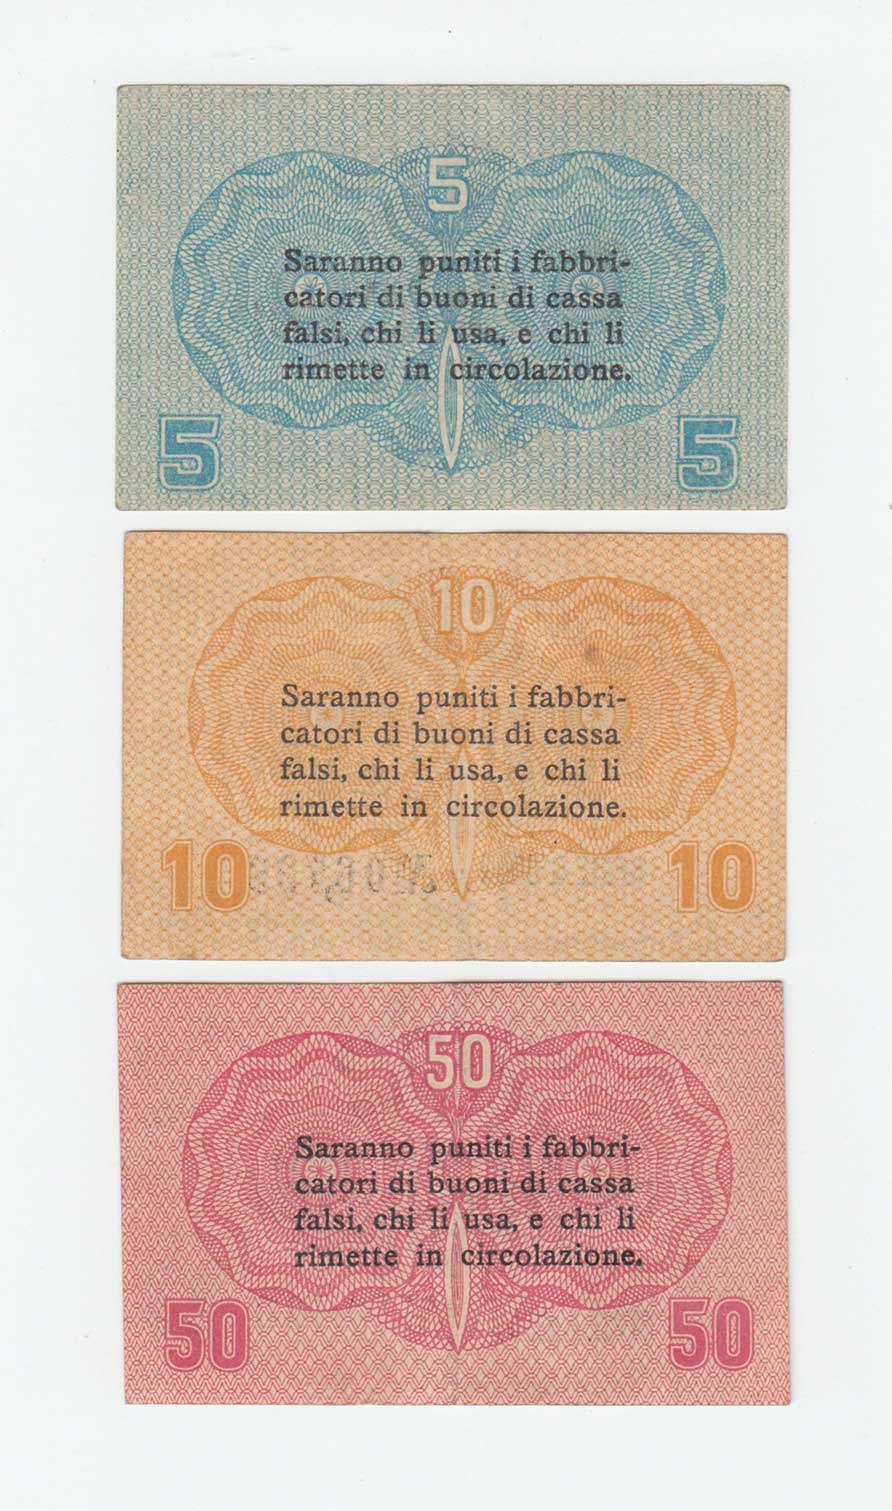 5
Saranno puniti i fabbri-
catori di buoni di cassa
falsi, chi li usa, e chi li
rimette in circolazione.
5 5
10
Saranno puniti i fabbri-
catori di buoni di cassa
falsi, chi li usa, e chi li
rimette in circolazione.
10 10
50
Saranno puniti i fabbri-
catori di buoni di cassa
falsi, chi li usa, e chi li
rimette in circolazione.
50 50